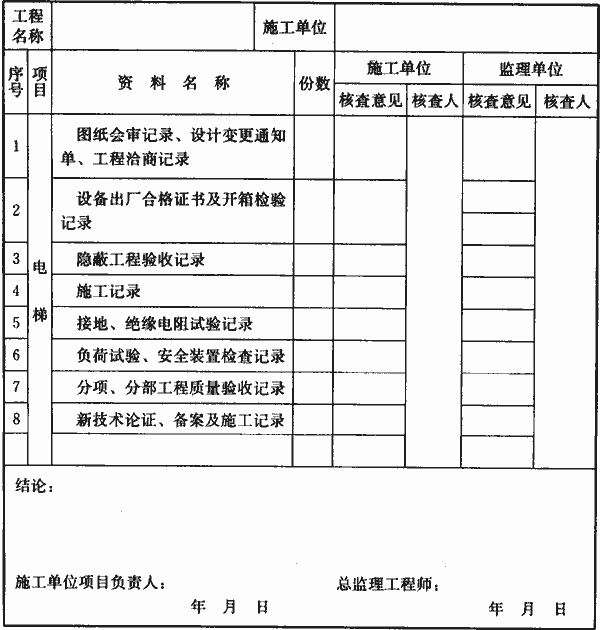 工程名称 施工单位
序号 项目 资料名称 份数 施工单位 监理单位
核查意见 核查人 核查意见 核查人
1 图纸会审记录、设计变更通知
单、工程洽商记录
2 设备出厂合格证书及开箱检验
记录
电梯
3 隐蔽工程验收记录
4 施工记录
5 接地、绝缘电阻试验记录
6 负荷试验、安全装置检查记录
7 分项、分部工程质量验收记录
8 新技术论证、备案及施工记录
结论：
施工单位项目负责人： 总监理工程师：
年 月 日 年 月 日